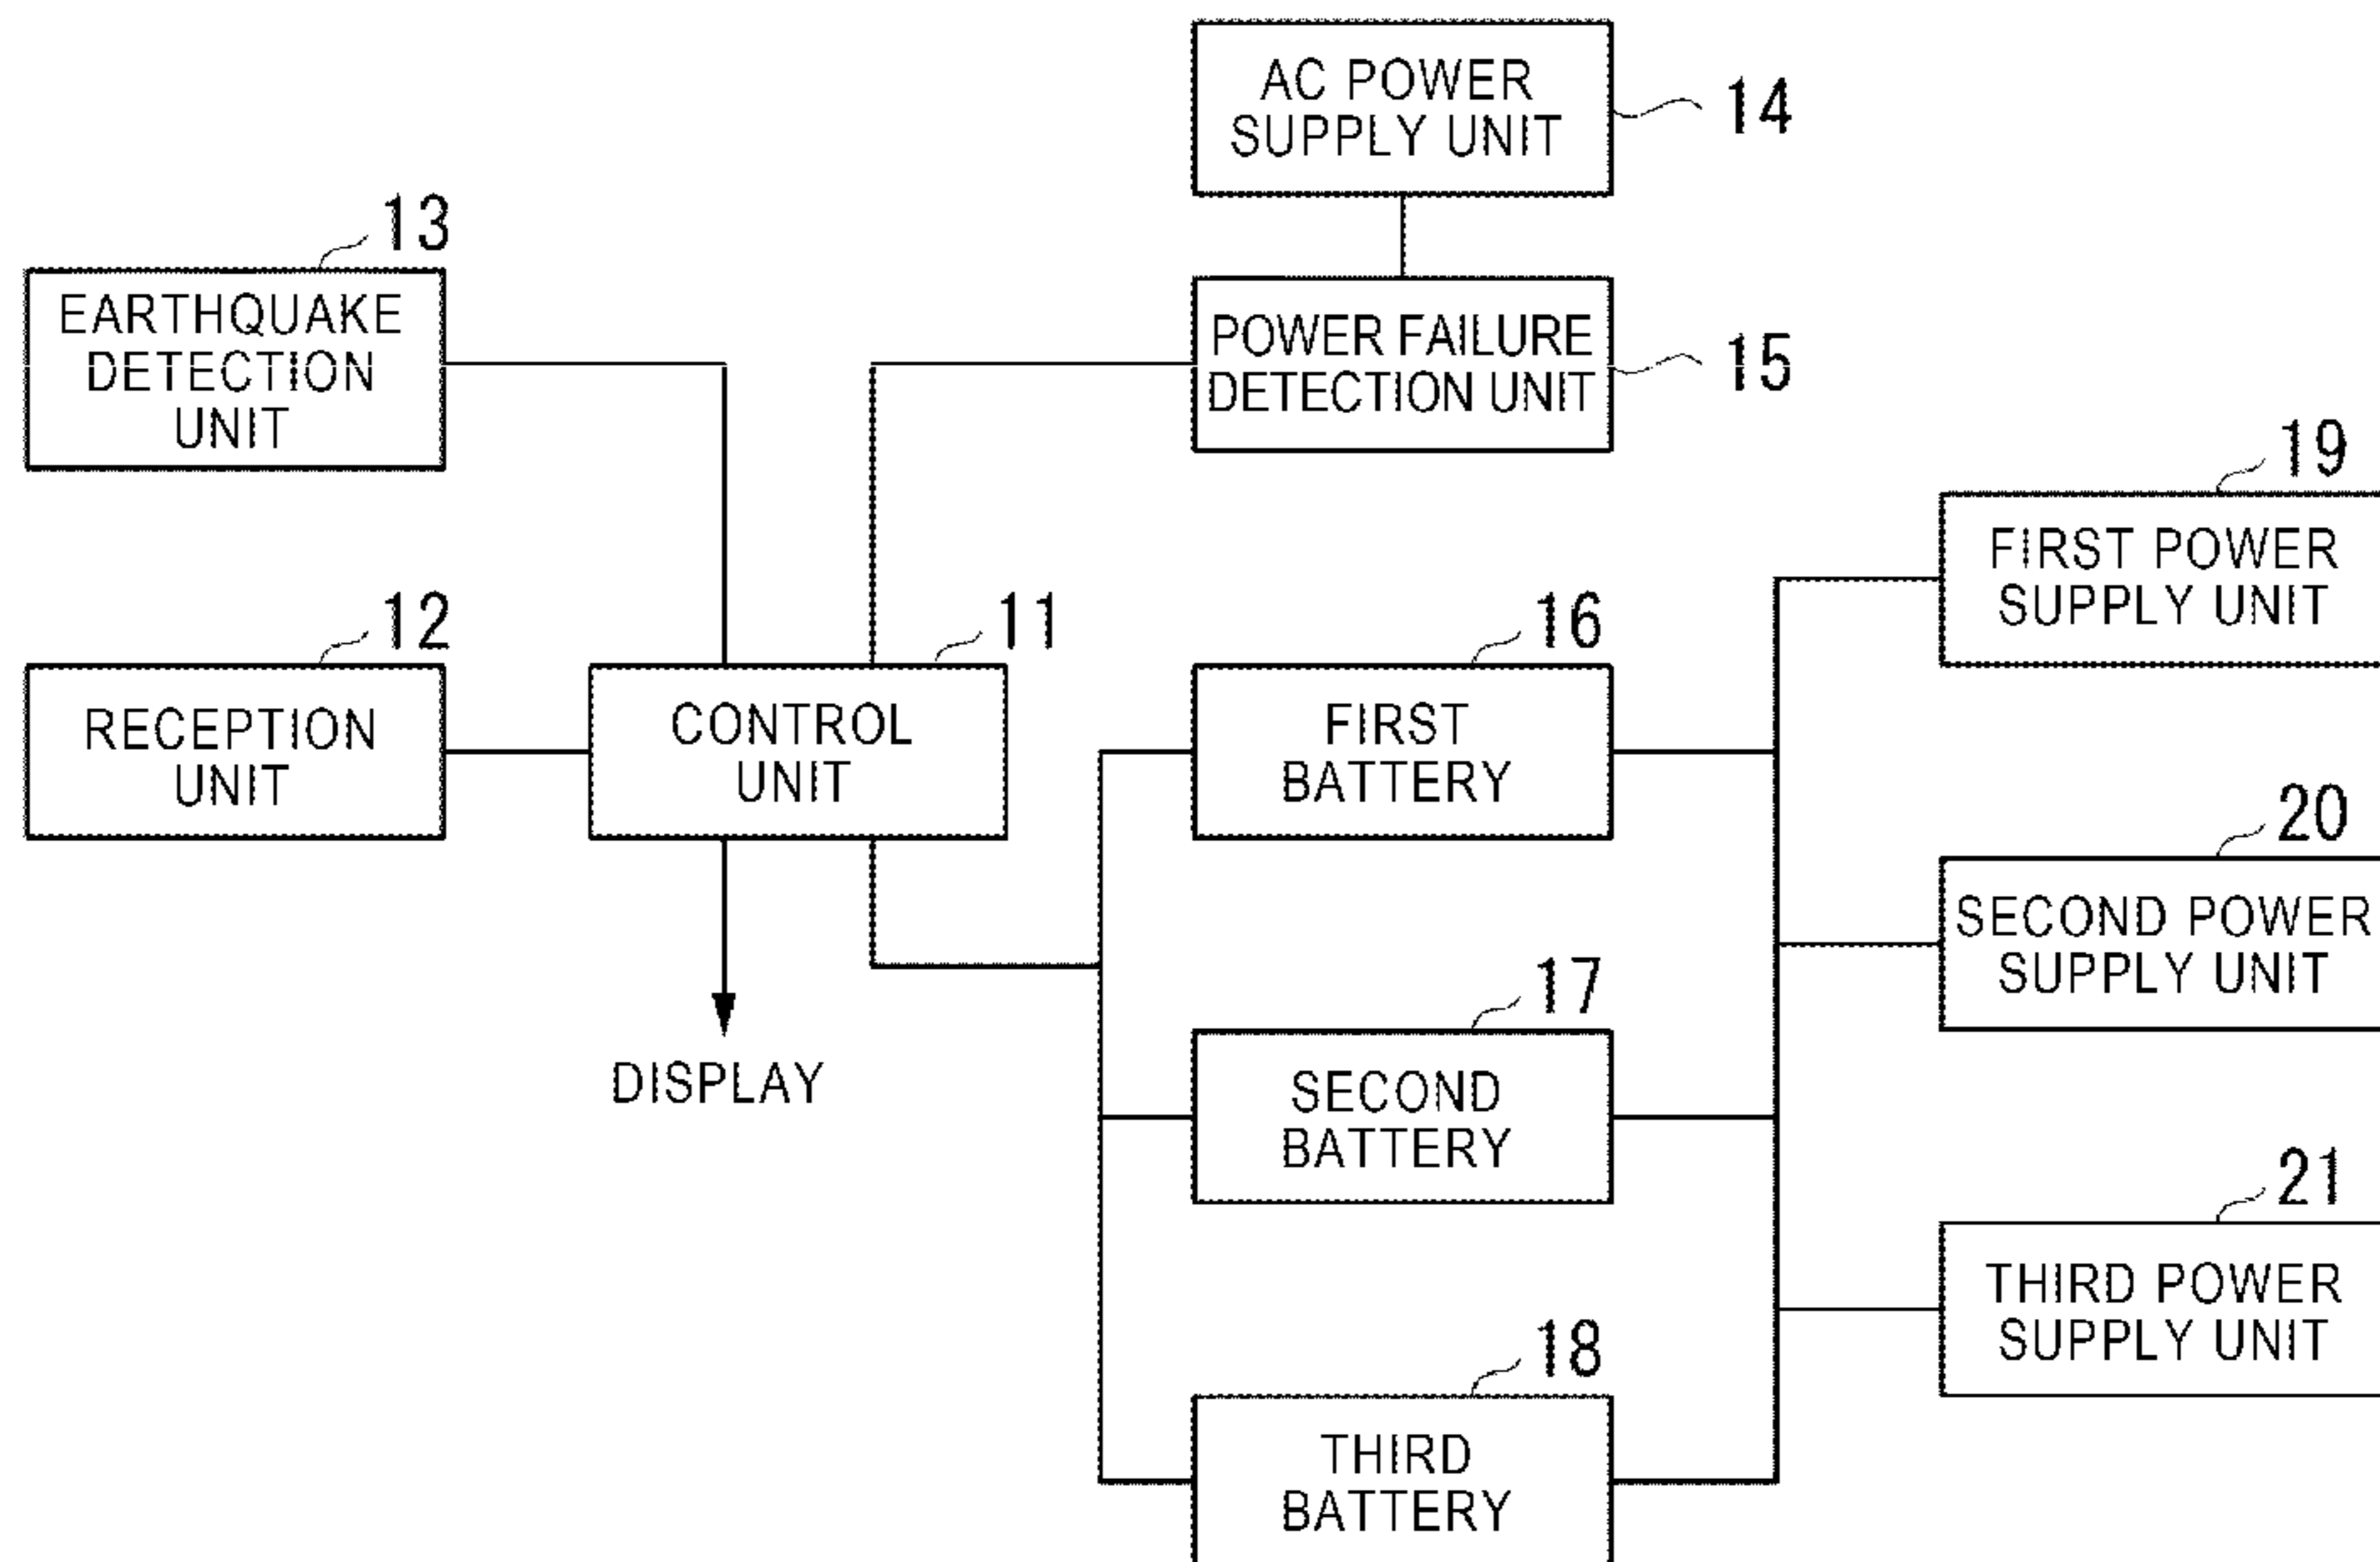 AC POWER
SUPPLY UNIT
14
13
EARTHQUAKE
DETECTION
UNIT
POWER FAILURE
DETECTION UNIT
15
19
FIRST POWER
SUPPLY UNIT
12
RECEPTION
UNIT
11
CONTROL
UNIT
16
FIRST
BATTERY
20
SECOND POWER
SUPPLY UNIT
DISPLAY
17
SECOND
BATTERY
21
THIRD POWER
SUPPLY UNIT
18
THIRD
BATTERY